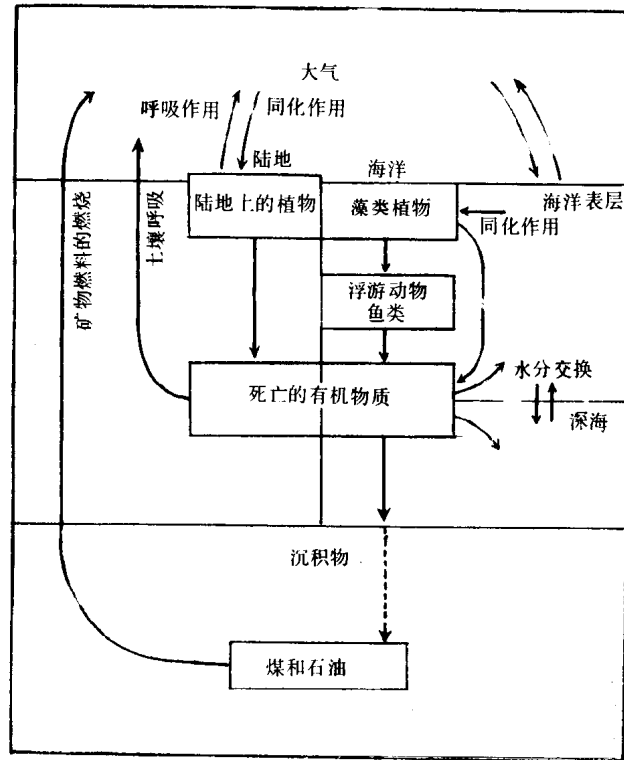 大气
呼吸作用
同化作用
陆地
海洋
陆地上的植物
藻类植物
海洋表层
同化作用
矿物燃料的燃烧
土壤呼吸
浮游动物
鱼类
死亡的有机物质
水分交换
深海
沉积物
煤和石油